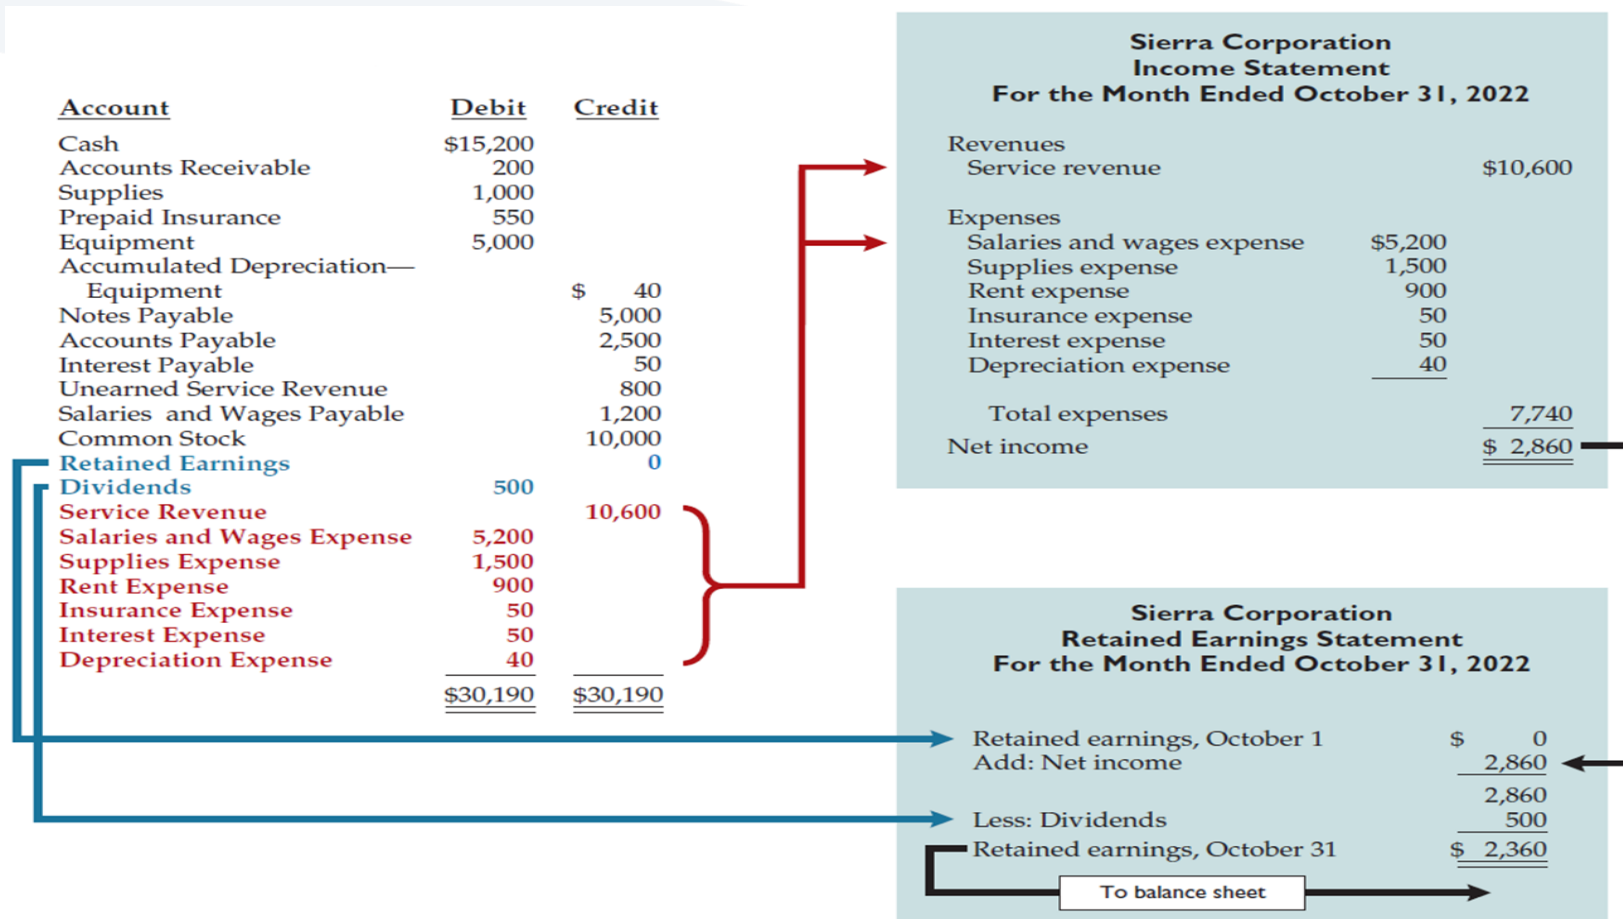 Account Debit Credit
Cash $15,200
Accounts Receivable 200
Supplies 1,000
Prepaid Insurance 550
Equipment 5,000
Accumulated Depreciation—
Equipment $ 40
Notes Payable 5,000
Accounts Payable 2,500
Interest Payable 50
Unearned Service Revenue 800
Salaries and Wages Payable 1,200
Common Stock 10,000
Retained Earnings 0
Dividends 500
Service Revenue 10,600
Salaries and Wages Expense 5,200
Supplies Expense 1,500
Rent Expense 900
Insurance Expense 50
Interest Expense 50
Depreciation Expense 40
$30,190 $30,190
Sierra Corporation
Income Statement
For the Month Ended October 31, 2022
Revenues
Service revenue $10,600
Expenses
Salaries and wages expense $5,200
Supplies expense 1,500
Rent expense 900
Insurance expense 50
Interest expense 50
Depreciation expense 40
Total expenses 7,740
Net income $ 2,860
Sierra Corporation
Retained Earnings Statement
For the Month Ended October 31, 2022
Retained earnings, October 1 $ 0
Add: Net income 2,860
2,860
Less: Dividends 500
Retained earnings, October 31 $ 2,360
To balance sheet